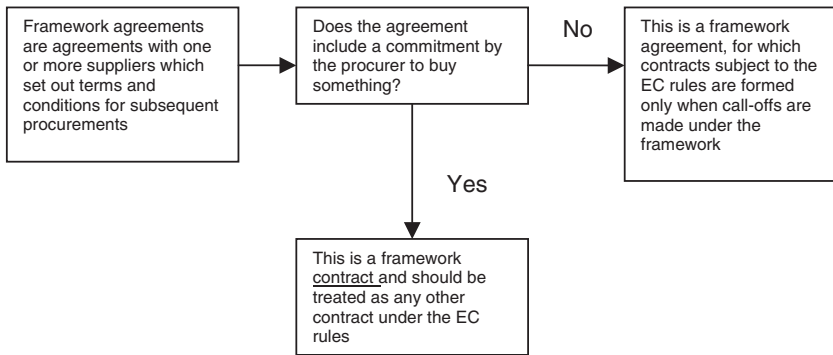 Framework agreements
are agreements with one
or more suppliers which
set out terms and
conditions for subsequent
procurements
Does the agreement
include a commitment by
the procurer to buy
something?
No
This is a framework
agreement, for which
contracts subject to the
EC rules are formed
only when call-offs are
made under the
framework
Yes
This is a framework
contract and should be
treated as any other
contract under the EC
rules